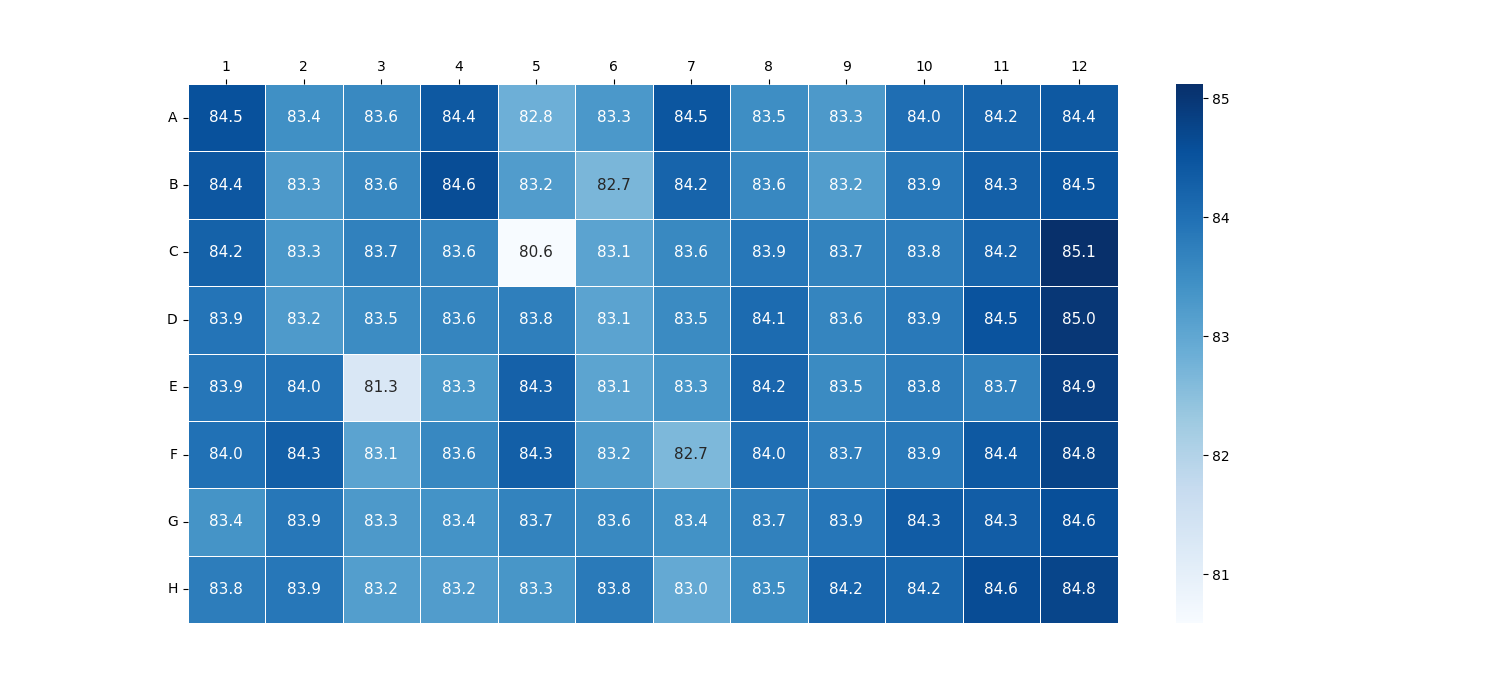 1 2 3 4 5 6 7 8 9 10 11 12
A 84.5 83.4 83.6 84.4 82.8 83.3 84.5 83.5 83.3 84.0 84.2 84.4
B 84.4 83.3 83.6 84.6 83.2 82.7 84.2 83.6 83.2 83.9 84.3 84.5
C 84.2 83.3 83.7 83.6 80.6 83.1 83.6 83.9 83.7 83.8 84.2 85.1
D 83.9 83.2 83.5 83.6 83.8 83.1 83.5 84.1 83.6 83.9 84.5 85.0
E 83.9 84.0 81.3 83.3 84.3 83.1 83.3 84.2 83.5 83.8 83.7 84.9
F 84.0 84.3 83.1 83.6 84.3 83.2 82.7 84.0 83.7 83.9 84.4 84.8
G 83.4 83.9 83.3 83.4 83.7 83.6 83.4 83.7 83.9 84.3 84.3 84.6
H 83.8 83.9 83.2 83.2 83.3 83.8 83.0 83.5 84.2 84.2 84.6 84.8
85
84
83
82
81